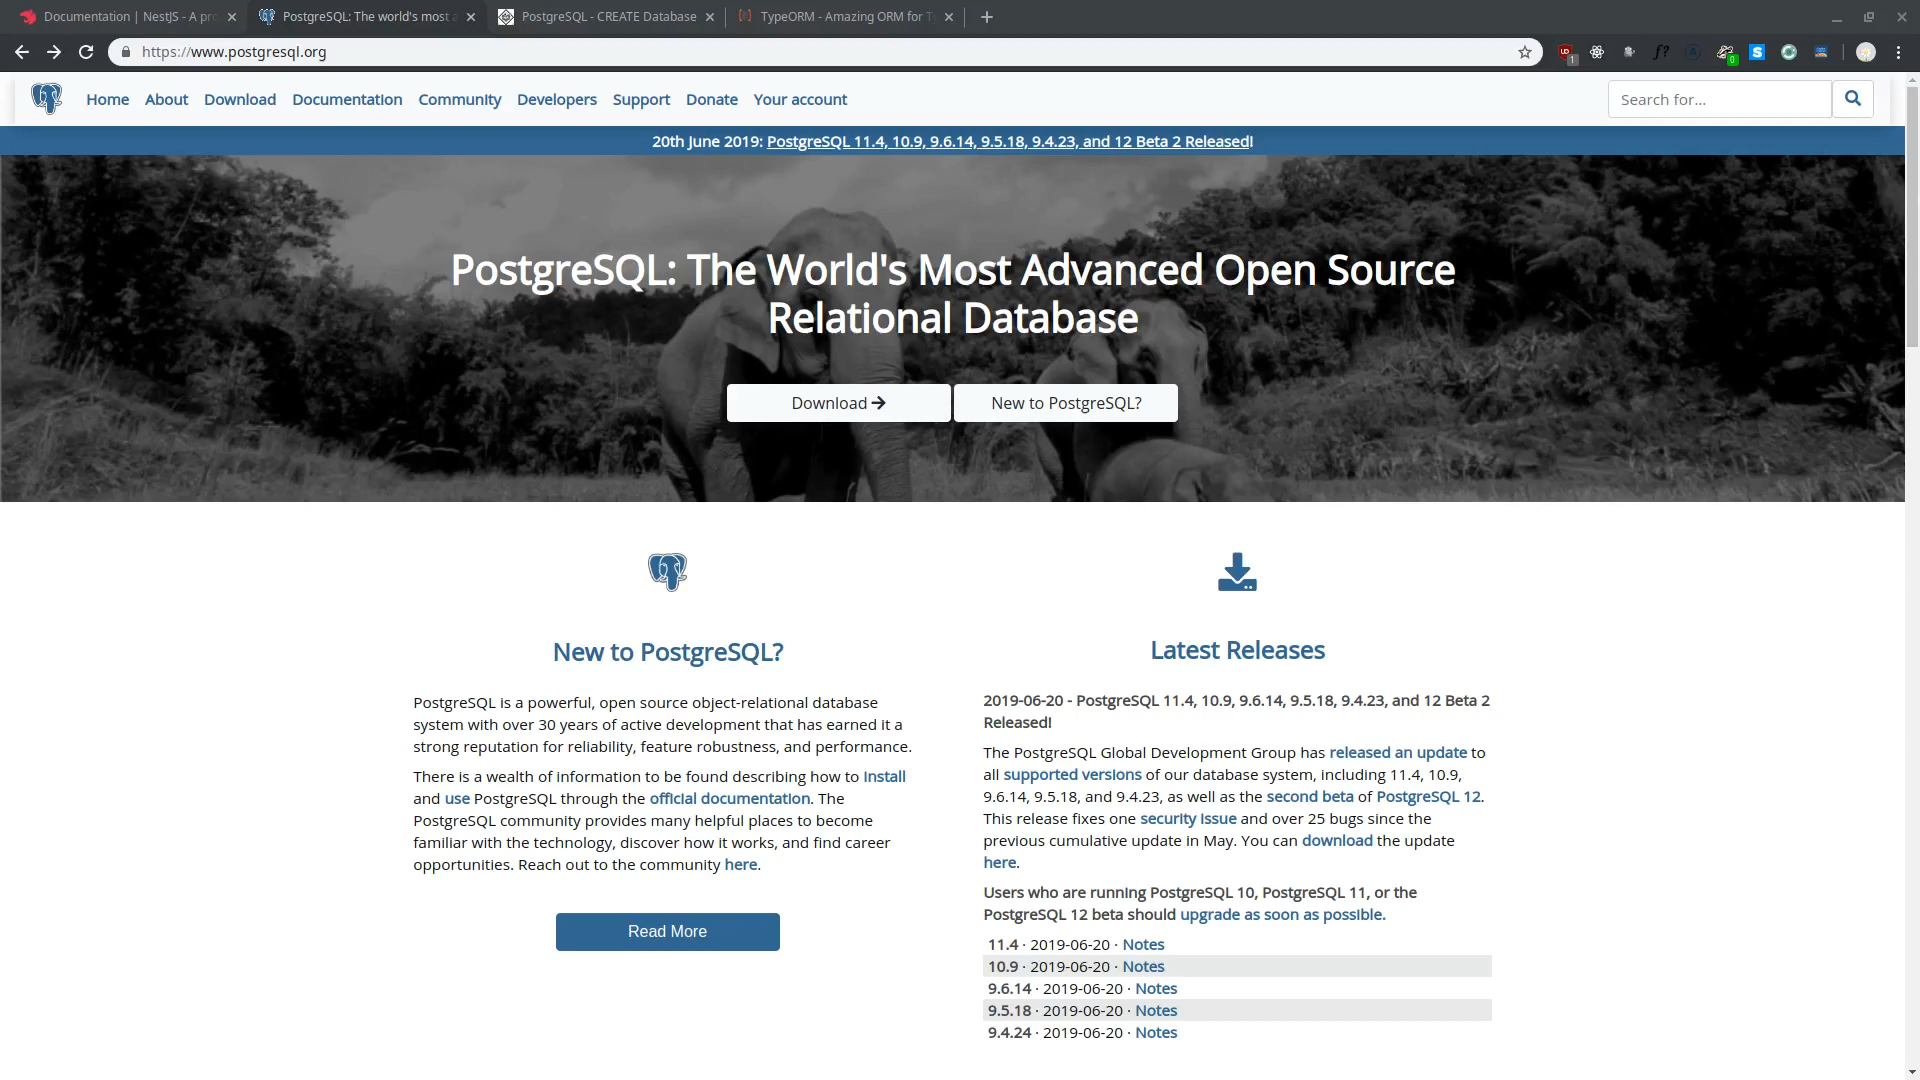 Documentation | NestJS - A pro
PostgreSQL: The world's most a
PostgreSQL - CREATE Database
TypeORM - Amazing ORM for Ty
https://www.postgresql.org
Home About Download Documentation Community Developers Support Donate Your account
Search for...
20th June 2019: PostgreSQL 11.4, 10.9, 9.6.14, 9.5.18, 9.4.23, and 12 Beta 2 Released!
PostgreSQL: The World's Most Advanced Open Source
Relational Database
Download
New to PostgreSQL?
New to PostgreSQL?
PostgreSQL is a powerful, open source object-relational database
system with over 30 years of active development that has earned it a
strong reputation for reliability, feature robustness, and performance.
There is a wealth of information to be found describing how to install
and use PostgreSQL through the official documentation. The
PostgreSQL community provides many helpful places to become
familiar with the technology, discover how it works, and find career
opportunities. Reach out to the community here.
Read More
Latest Releases
2019-06-20 - PostgreSQL 11.4, 10.9, 9.6.14, 9.5.18, 9.4.23, and 12 Beta 2
Released!
The PostgreSQL Global Development Group has released an update to
all supported versions of our database system, including 11.4, 10.9,
9.6.14, 9.5.18, and 9.4.23, as well as the second beta of PostgreSQL 12.
This release fixes one security issue and over 25 bugs since the
previous cumulative update in May. You can download the update
here.
Users who are running PostgreSQL 10, PostgreSQL 11, or the
PostgreSQL 12 beta should upgrade as soon as possible.
11.4 · 2019-06-20 · Notes
10.9 · 2019-06-20 · Notes
9.6.14 · 2019-06-20 · Notes
9.5.18 · 2019-06-20 · Notes
9.4.24 · 2019-06-20 · Notes